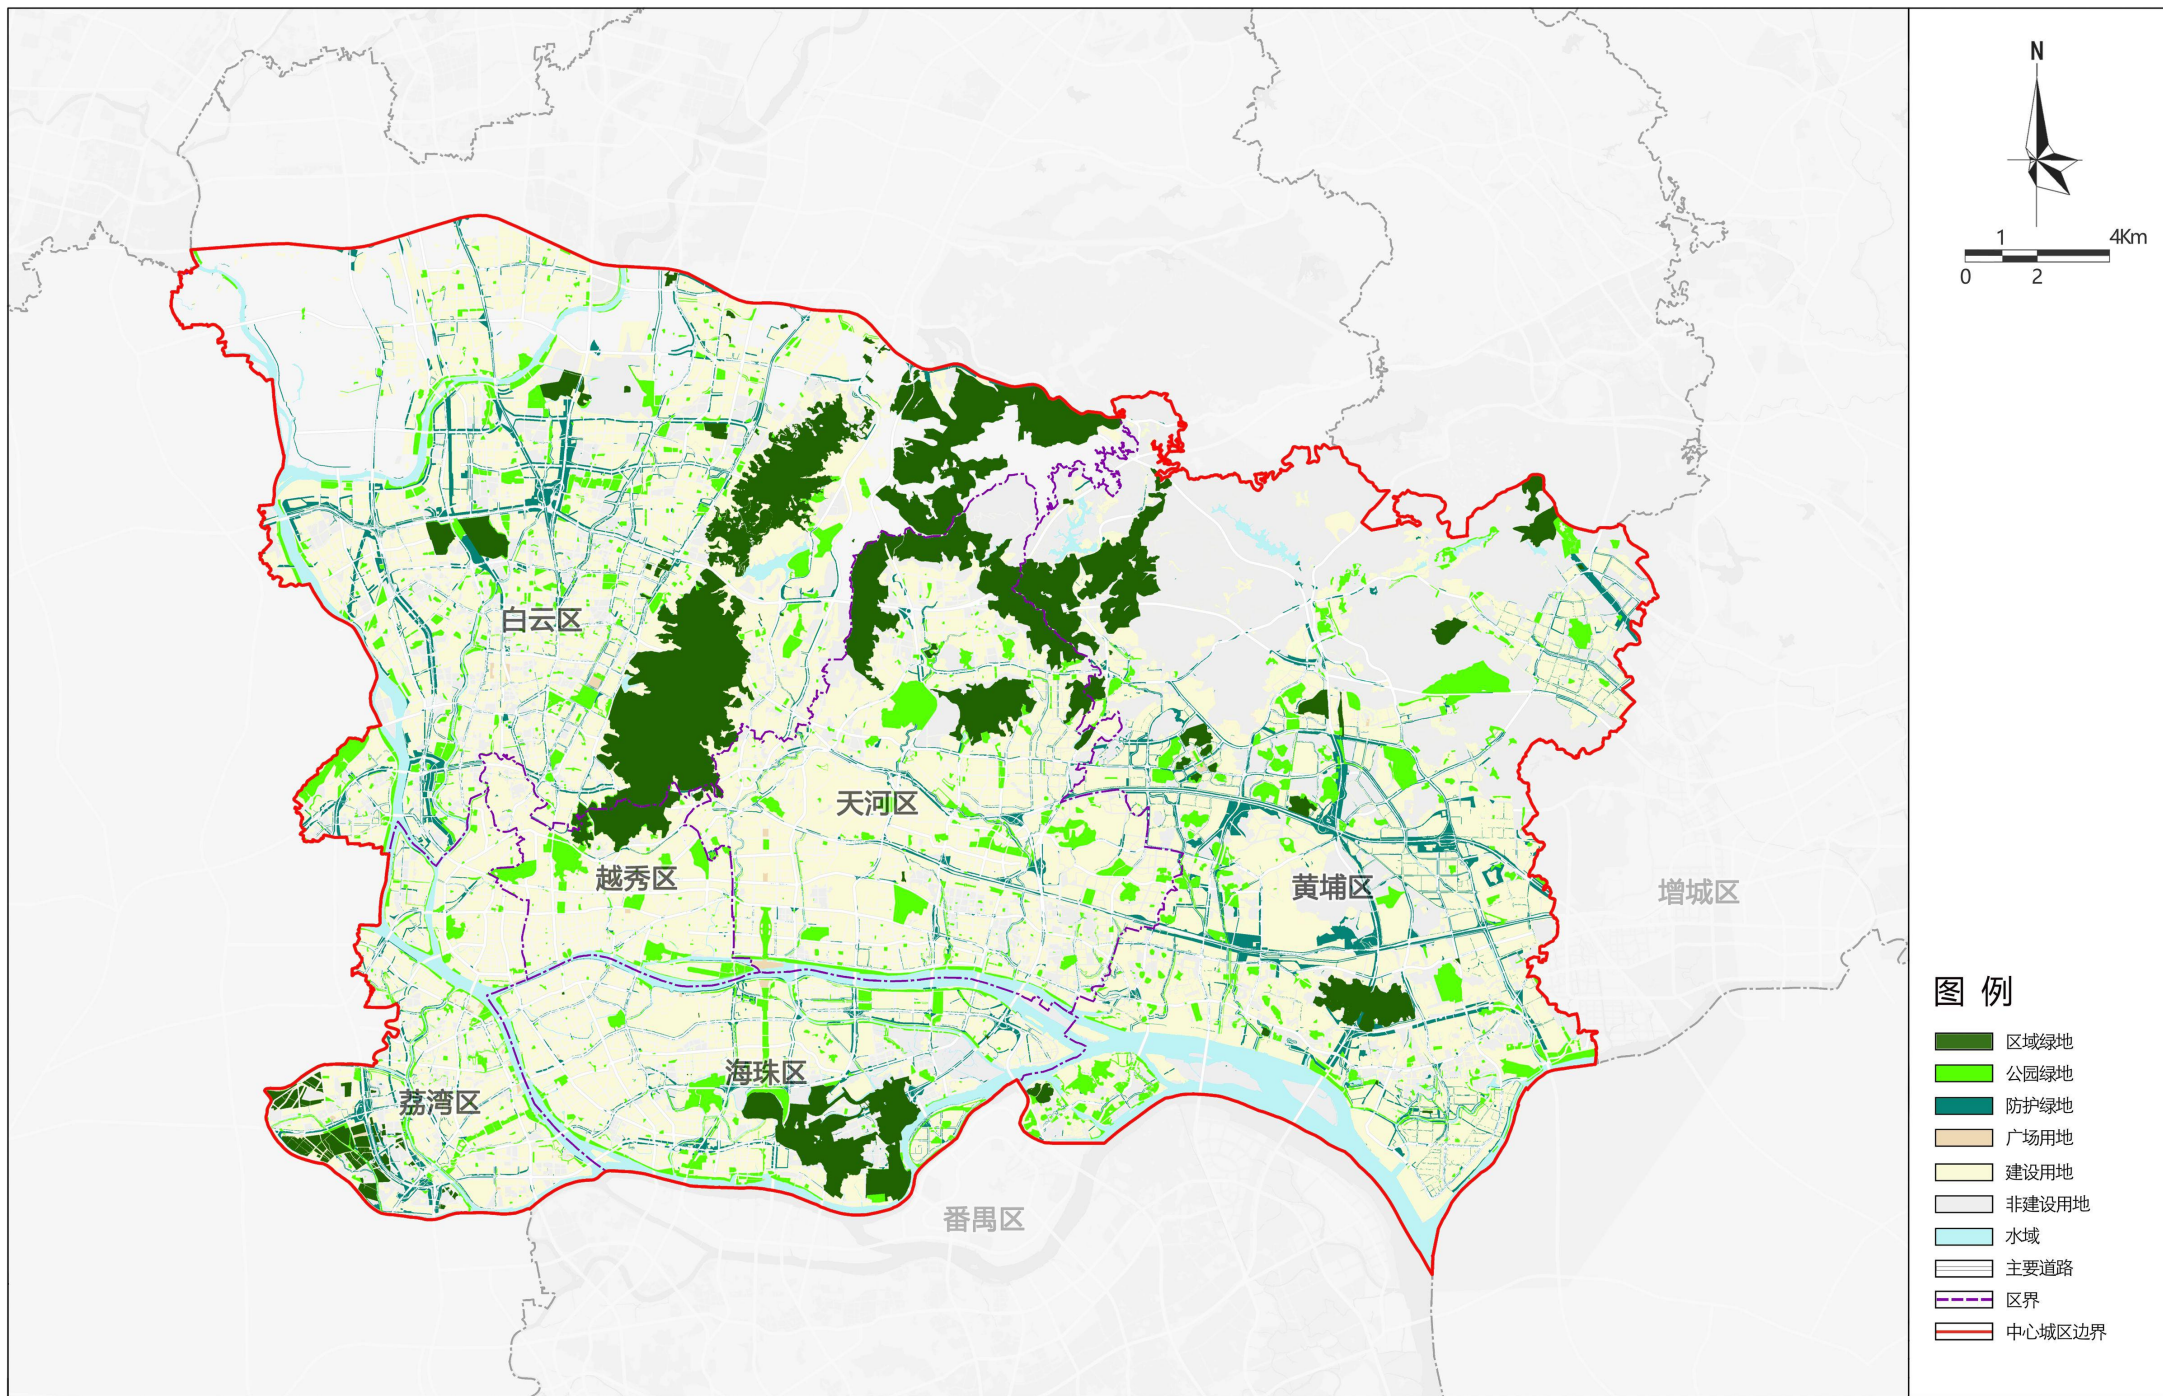 N
1 4Km
0 2
白云区
天河区
越秀区
黄埔区
增城区
海珠区
荔湾区
番禺区
图 例
区域绿地
公园绿地
防护绿地
广场用地
建设用地
非建设用地
水域
主要道路
区界
中心城区边界